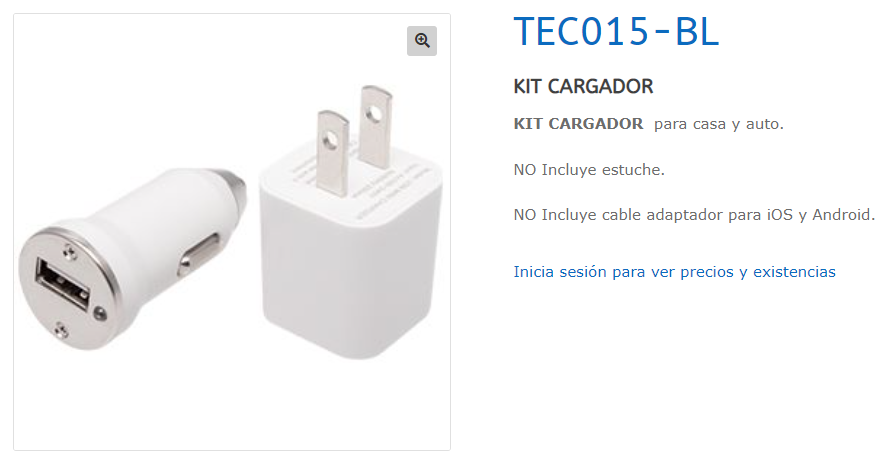 TEC015-BL
KIT CARGADOR
KIT CARGADOR para casa y auto.
NO Incluye estuche.
NO Incluye cable adaptador para iOS y Android.
Inicia sesión para ver precios y existencias